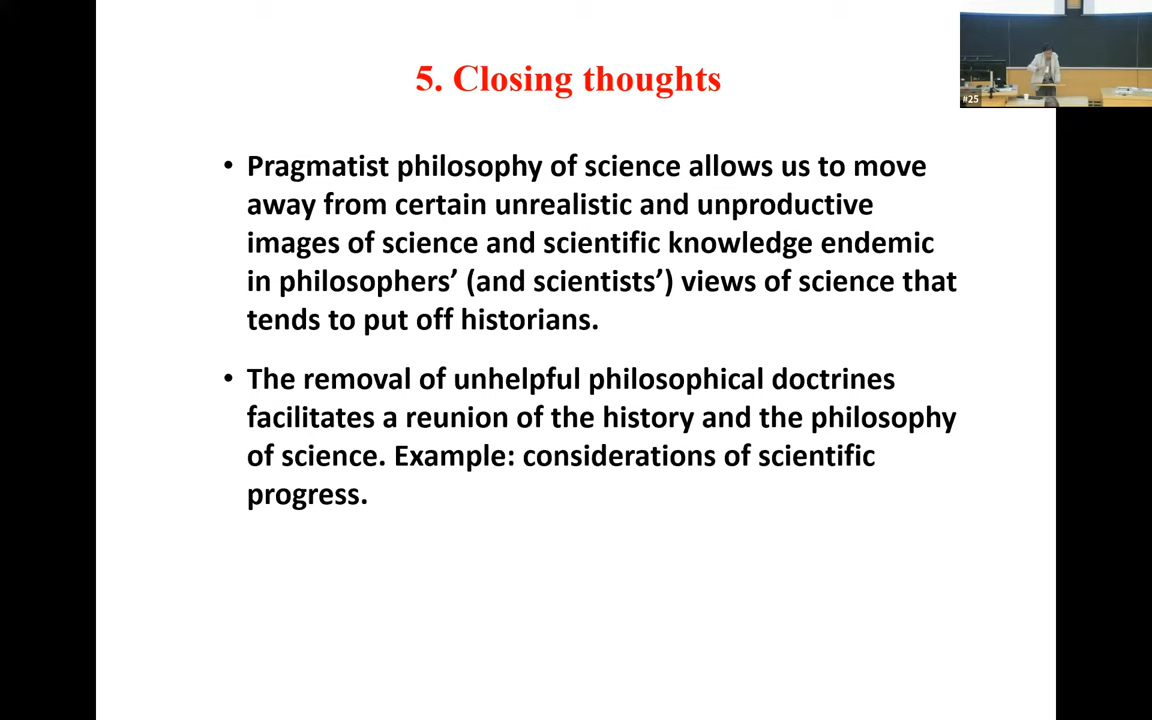 5. Closing thoughts
#25
• Pragmatist philosophy of science allows us to move
away from certain unrealistic and unproductive
images of science and scientific knowledge endemic
in philosophers’ (and scientists’) views of science that
tends to put off historians.
• The removal of unhelpful philosophical doctrines
facilitates a reunion of the history and the philosophy
of science. Example: considerations of scientific
progress.